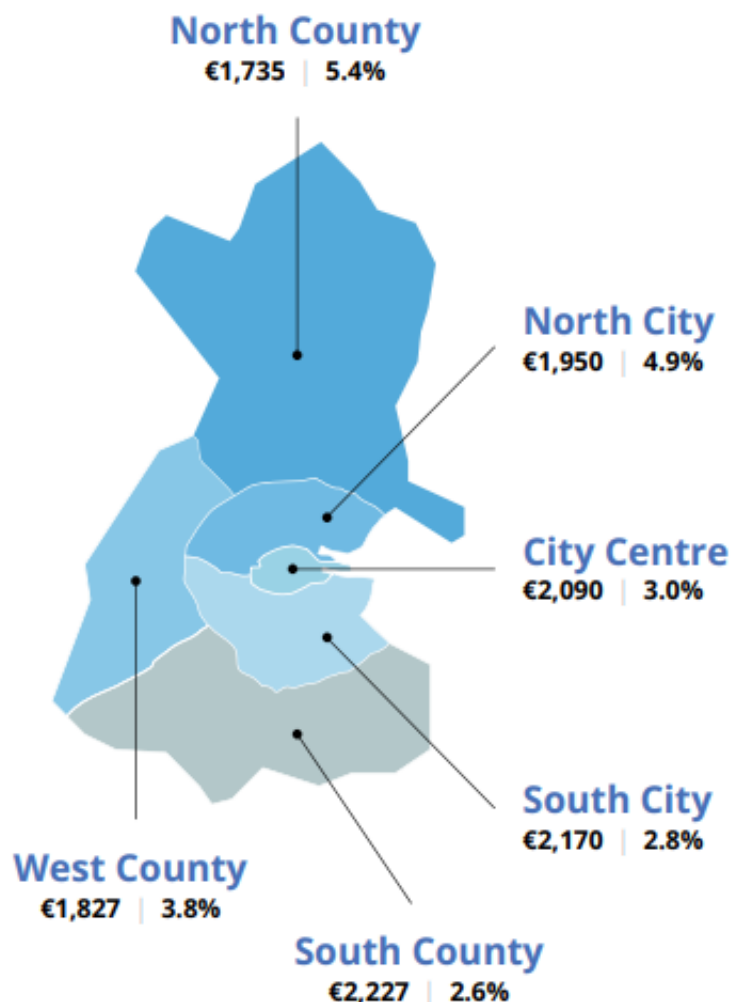 North County
€1,735 | 5.4%
North City
€1,950 | 4.9%
City Centre
€2,090 | 3.0%
South City
€2,170 | 2.8%
West County
€1,827 | 3.8%
South County
€2,227 | 2.6%